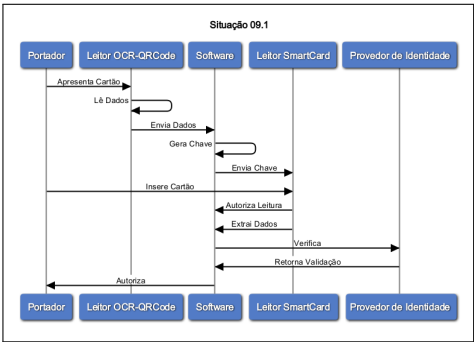 Situação 09.1
Portador Leitor OCR-QRCode Software Leitor SmartCard Provedor de Identidade
Apresenta Cartão
Lê Dados
Envia Dados
Gera Chave
Envia Chave
Insere Cartão
Autoriza Leitura
Extrai Dados
Verifica
Retorna Validação
Autoriza
Portador Leitor OCR-QRCode Software Leitor SmartCard Provedor de Identidade